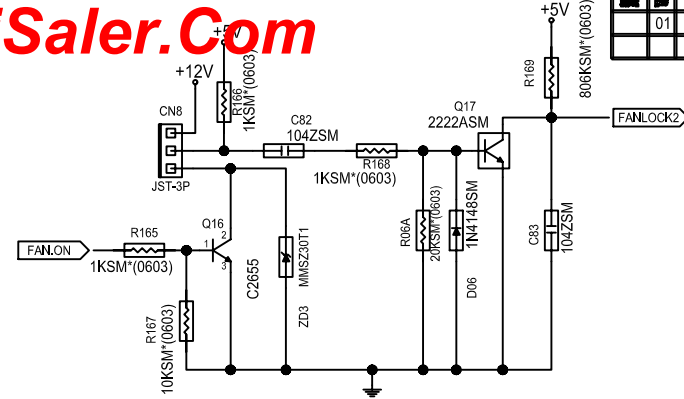 iSaler.Com
+5V
+5V
01
+12V
R166
1KSM*(0603)
R169
806KSM*(0603)
CN8
C82
104ZSM
Q17
2222ASM
FANLOCK2
JST-3P
R168
1KSM*(0603)
R165
Q16
FAN.ON
1
2
3
1KSM*(0603)
C2655
MMSZ30T1
ZD3
R06A
20KSM*(0603)
1N4148SM
D06
C83
104ZSM
R167
10KSM*(0603)